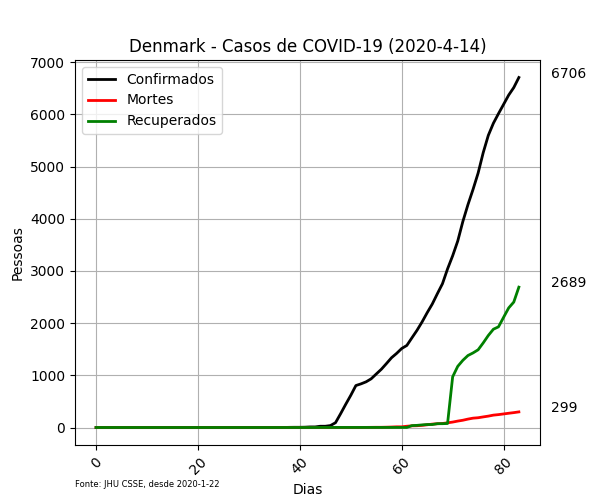 Denmark - Casos de COVID-19 (2020-4-14)
Confirmados
Mortes
Recuperados
7000
6000
5000
4000
3000
2000
1000
0
Pessoas
6706
2689
299
0
20
40
60
80
Dias
Fonte: JHU CSSE, desde 2020-1-22